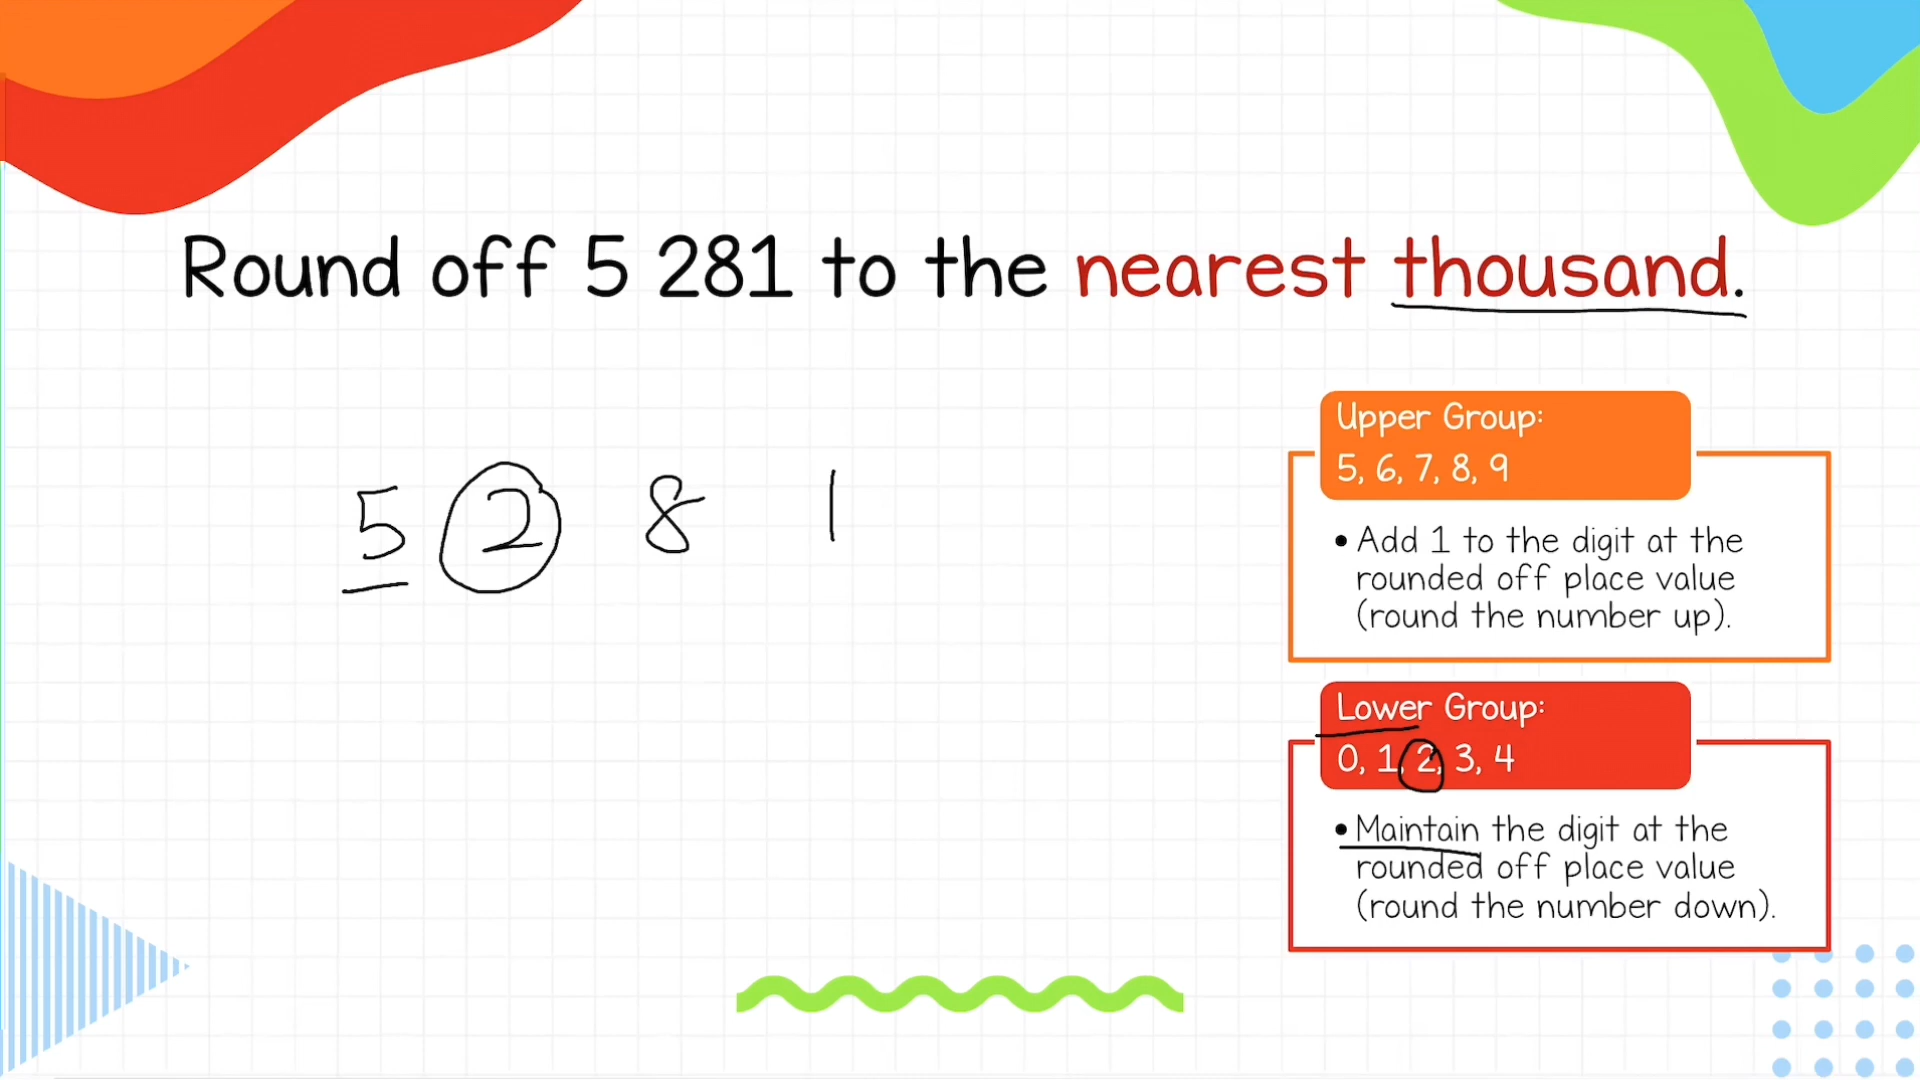 Round off 5 281 to the nearest thousand.
5 2 8 1
Upper Group:
5, 6, 7, 8, 9
• Add 1 to the digit at the
rounded off place value
(round the number up).
Lower Group:
0, 1, 2, 3, 4
• Maintain the digit at the
rounded off place value
(round the number down).